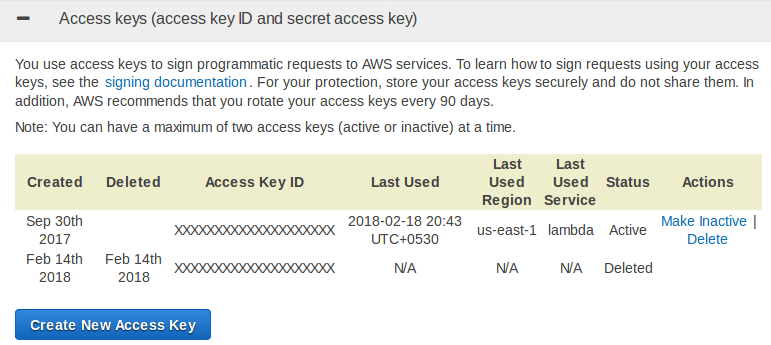 Access keys (access key ID and secret access key)
You use access keys to sign programmatic requests to AWS services. To learn how to sign requests using your access
keys, see the signing documentation. For your protection, store your access keys securely and do not share them. In
addition, AWS recommends that you rotate your access keys every 90 days.
Note: You can have a maximum of two access keys (active or inactive) at a time.
Created Deleted Access Key ID Last Used Last Used Region Last Used Service Status Actions
Sep 30th 2017 XXXXXXXXXXXXXXXXXXXX 2018-02-18 20:43 UTC+0530 us-east-1 lambda Active Make Inactive | Delete
Feb 14th 2018 Feb 14th 2018 XXXXXXXXXXXXXXXXXXXX N/A N/A N/A Deleted
Create New Access Key